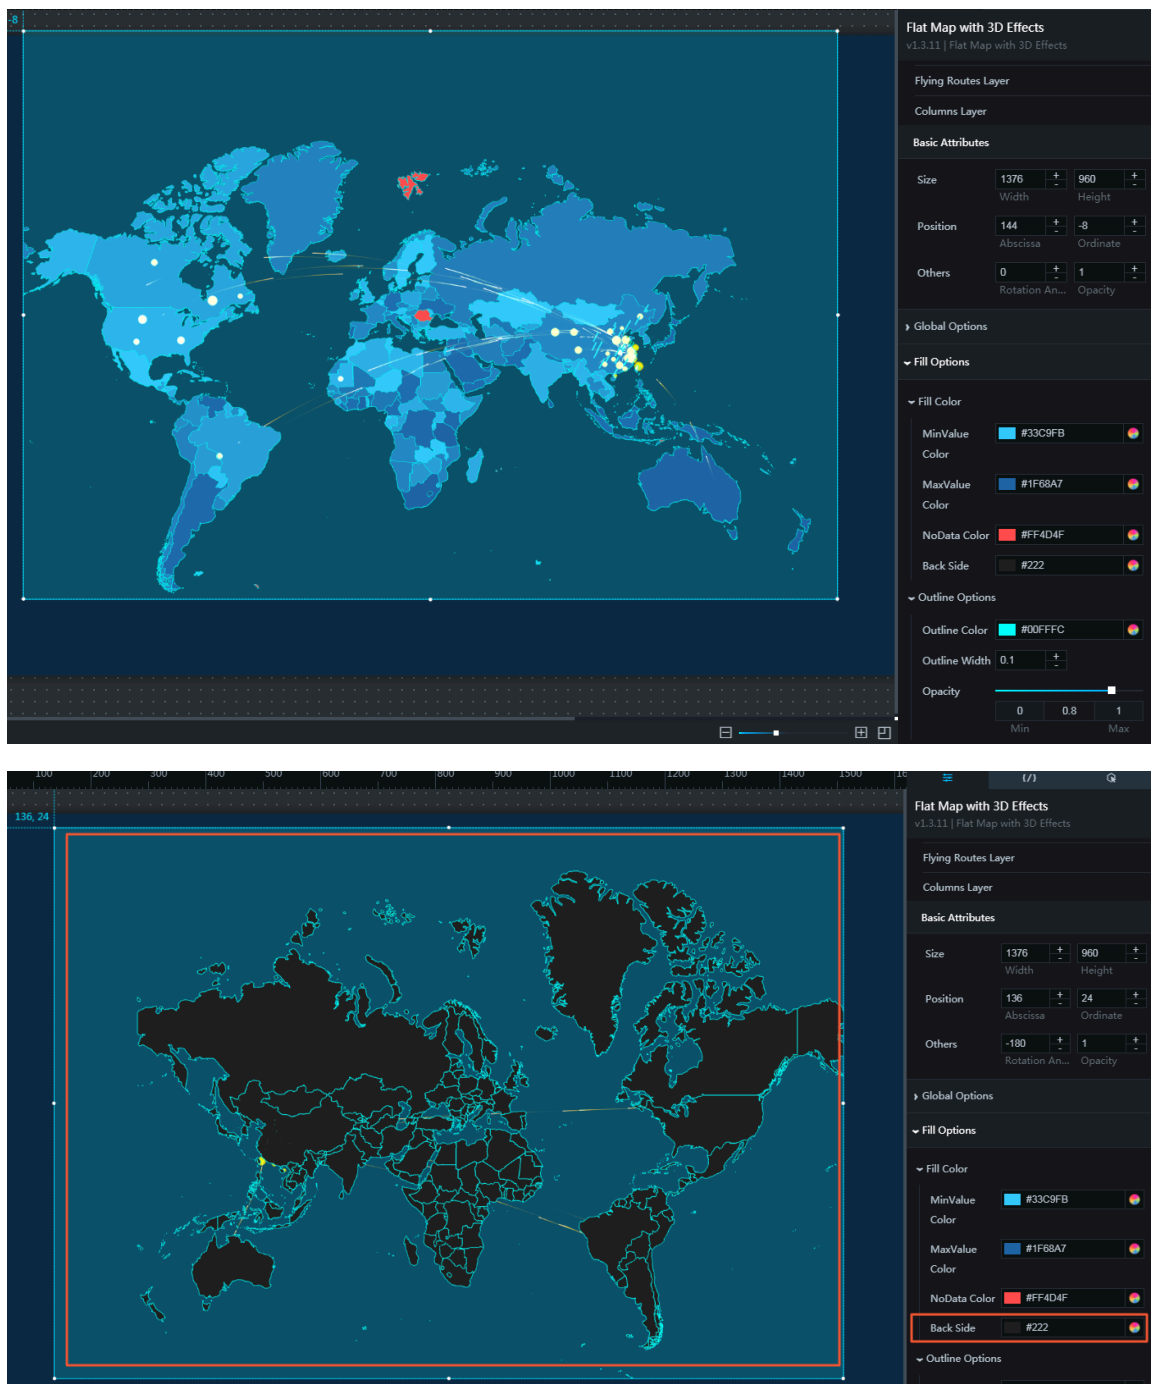 -8
Flat Map with 3D Effects
v1.3.11 | Flat Map with 3D Effects
Flying Routes Layer
Columns Layer
Basic Attributes
Size 1376 + - 960 + -
Width Height
Position 144 + - -8 + -
Abscissa Ordinate
Others 0 + - 1 + -
Rotation An... Opacity
Global Options
Fill Options
Fill Color
MinValue #33C9FB
Color
MaxValue #1F68A7
Color
NoData Color #FF4D4F
Back Side #222
Outline Options
Outline Color #00FFFC
Outline Width 0.1 + -
Opacity
0 0.8 1
Min Max
100 200 300 400 500 600 700 800 900 1000 1100 1200 1300 1400 1500 16
{/}
136, 24
Flat Map with 3D Effects
v1.3.11 | Flat Map with 3D Effects
Flying Routes Layer
Columns Layer
Basic Attributes
Size 1376 + - 960 + -
Width Height
Position 136 + - 24 + -
Abscissa Ordinate
Others -180 + - 1 + -
Rotation An... Opacity
Global Options
Fill Options
Fill Color
MinValue #33C9FB
Color
MaxValue #1F68A7
Color
NoData Color #FF4D4F
Back Side #222
Outline Options